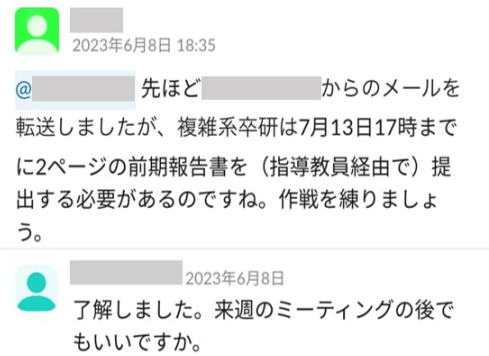 2023年6月8日 18:35
@ 先ほど からのメールを
転送しましたが、複雑系卒研は7月13日17時まで
に2ページの前期報告書を（指導教員経由で）提
出する必要があるのですね。作戦を練りましょ
う。
2023年6月8日
了解しました。来週のミーティングの後で
もいいですか。